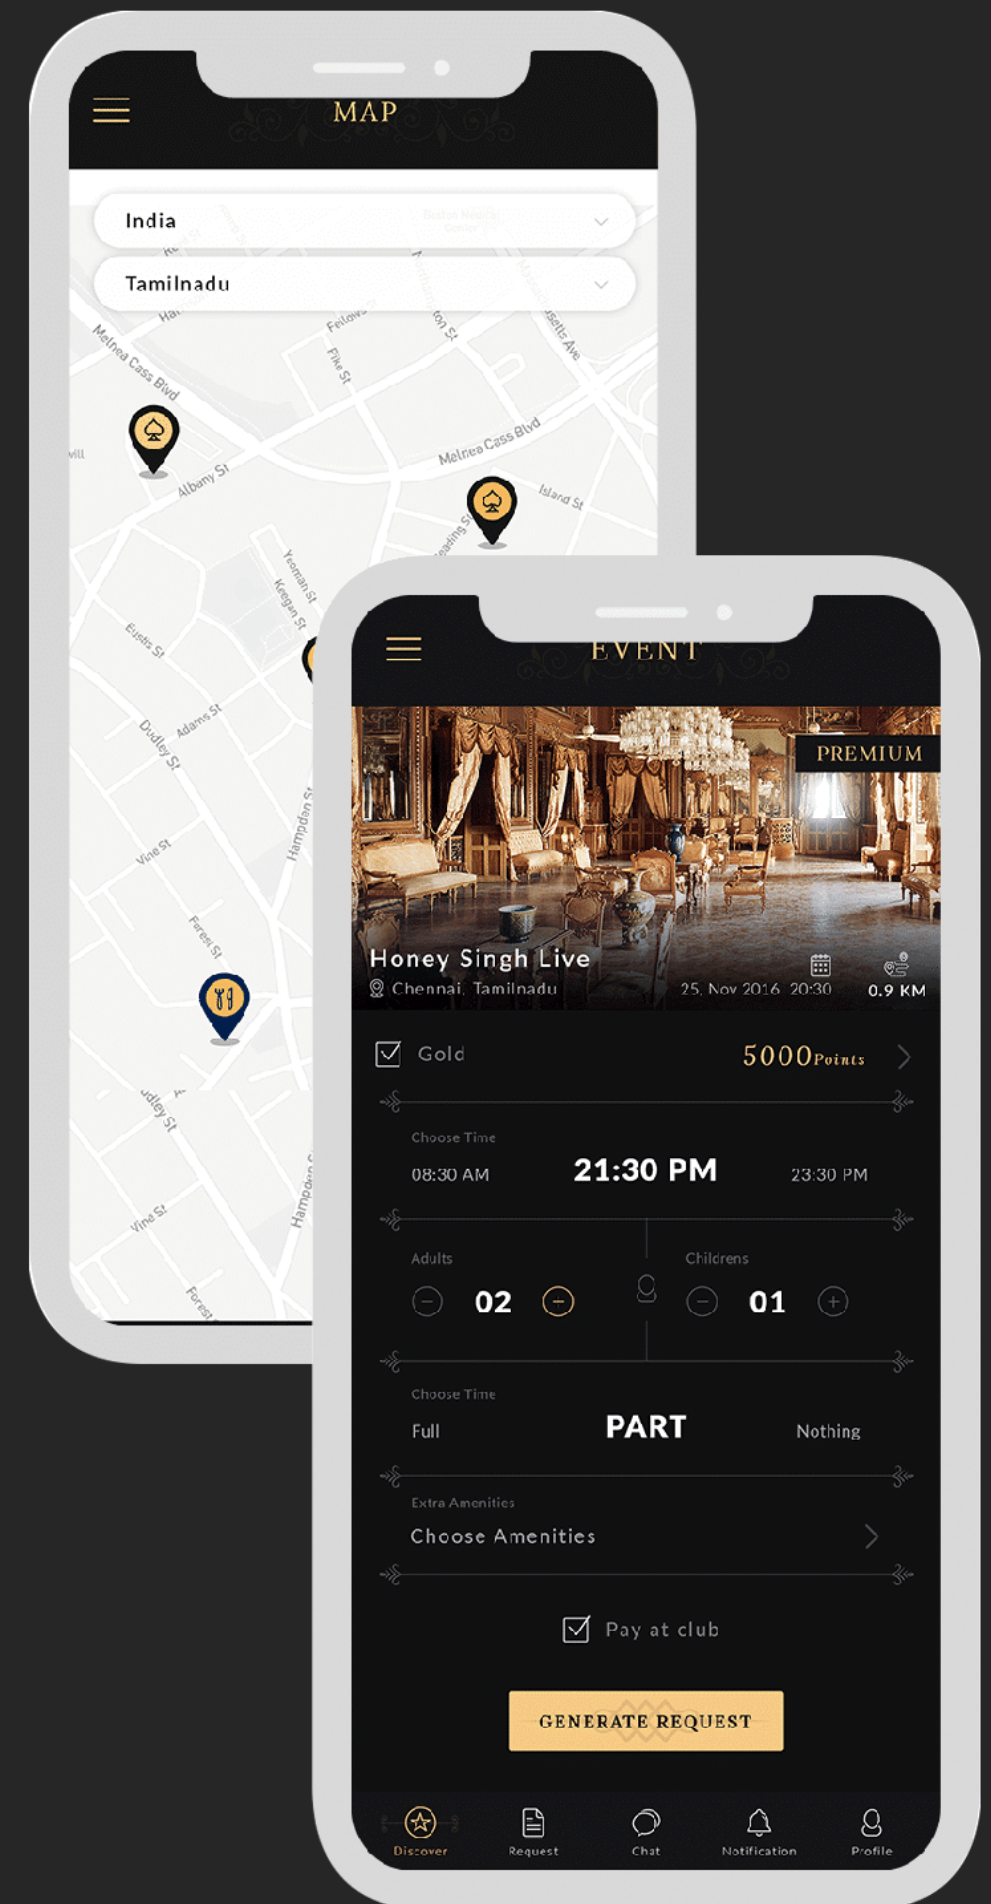 MAP
India
Tamilnadu
Fellows
Pike St
Melnea Cass Blvd
Melnea Cass Blvd
Albany St
Island St
Yeoman St
Keegan St
Eustis St
Adams St
Dudley St
Hampden St
Vine St
Forest St
Vine St
EVENT
PREMIUM
Honey Singh Live
Chennai, Tamilnadu
25, Nov 2016 20:30
0.9 KM
Gold
5000Points
Choose Time
08:30 AM 21:30 PM 23:30 PM
Adults Childrens
02 01
Choose Time
Full PART Nothing
Extra Amenities
Choose Amenities
Pay at club
GENERATE REQUEST
Discover Request Chat Notification Profile